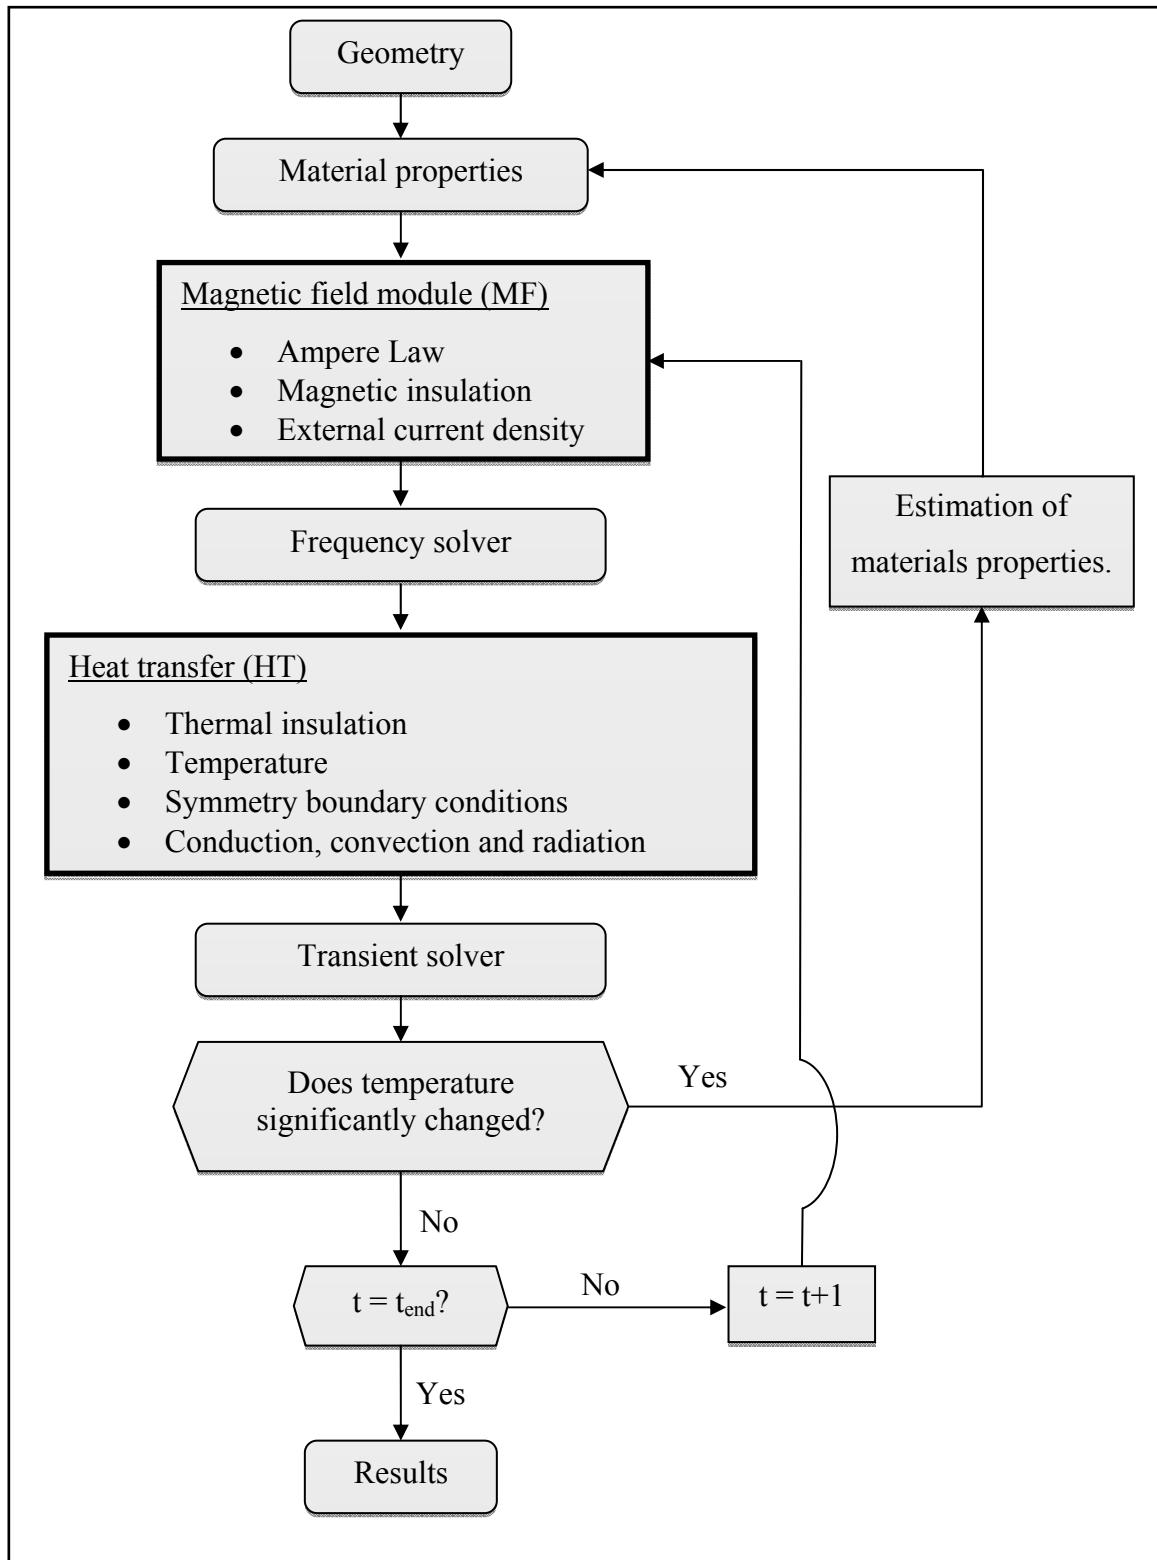 Geometry
Material properties
Magnetic field module (MF)
• Ampere Law
• Magnetic insulation
• External current density
Frequency solver
Estimation of
materials properties.
Heat transfer (HT)
• Thermal insulation
• Temperature
• Symmetry boundary conditions
• Conduction, convection and radiation
Transient solver
Does temperature
significantly changed?
Yes
No
t = tend?
No
t = t+1
Yes
Results